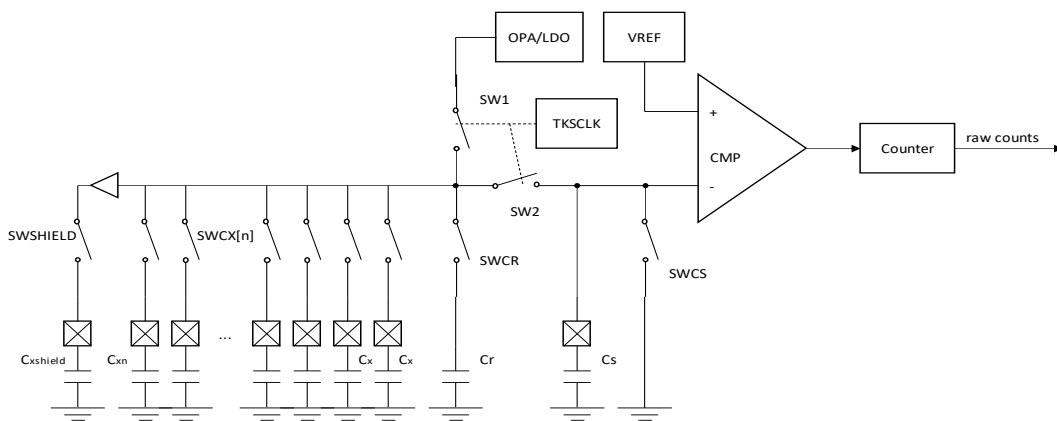 OPA/LDO
VREF
SW1
TKSCLK
+
CMP
-
Counter
raw counts
SW2
SWSHIELD
SWCX[n]
SWCR
SWCS
...
Cxshield
Cxn
Cx
Cx
Cr
Cs